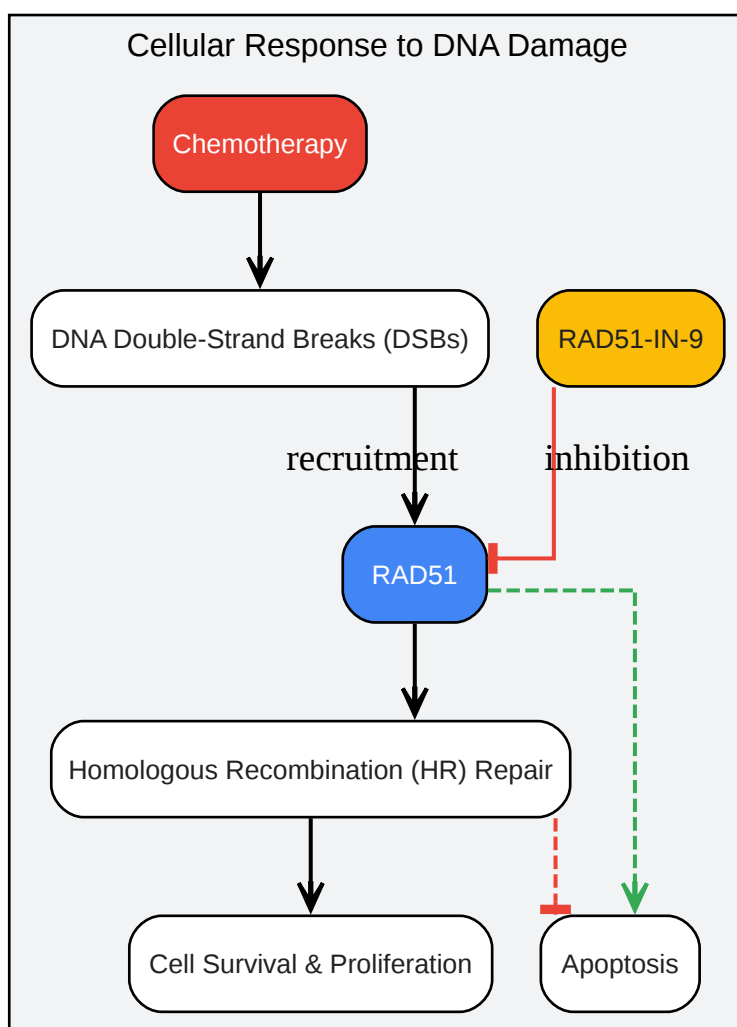 Cellular Response to DNA Damage
Chemotherapy
DNA Double-Strand Breaks (DSBs)
RAD51-IN-9
recruitment
inhibition
RAD51
Homologous Recombination (HR) Repair
Cell Survival & Proliferation
Apoptosis